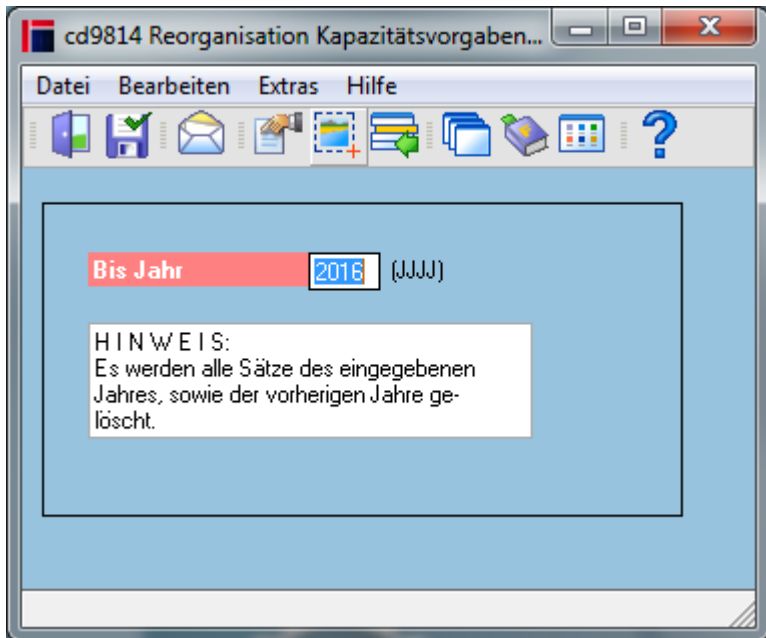 cd9814 Reorganisation Kapazitätsvorgaben...
Datei Bearbeiten Extras Hilfe
Bis Jahr 2016 (JJJJ)
H I N W E I S:
Es werden alle Sätze des eingegebenen
Jahres, sowie der vorherigen Jahre ge-
löscht.